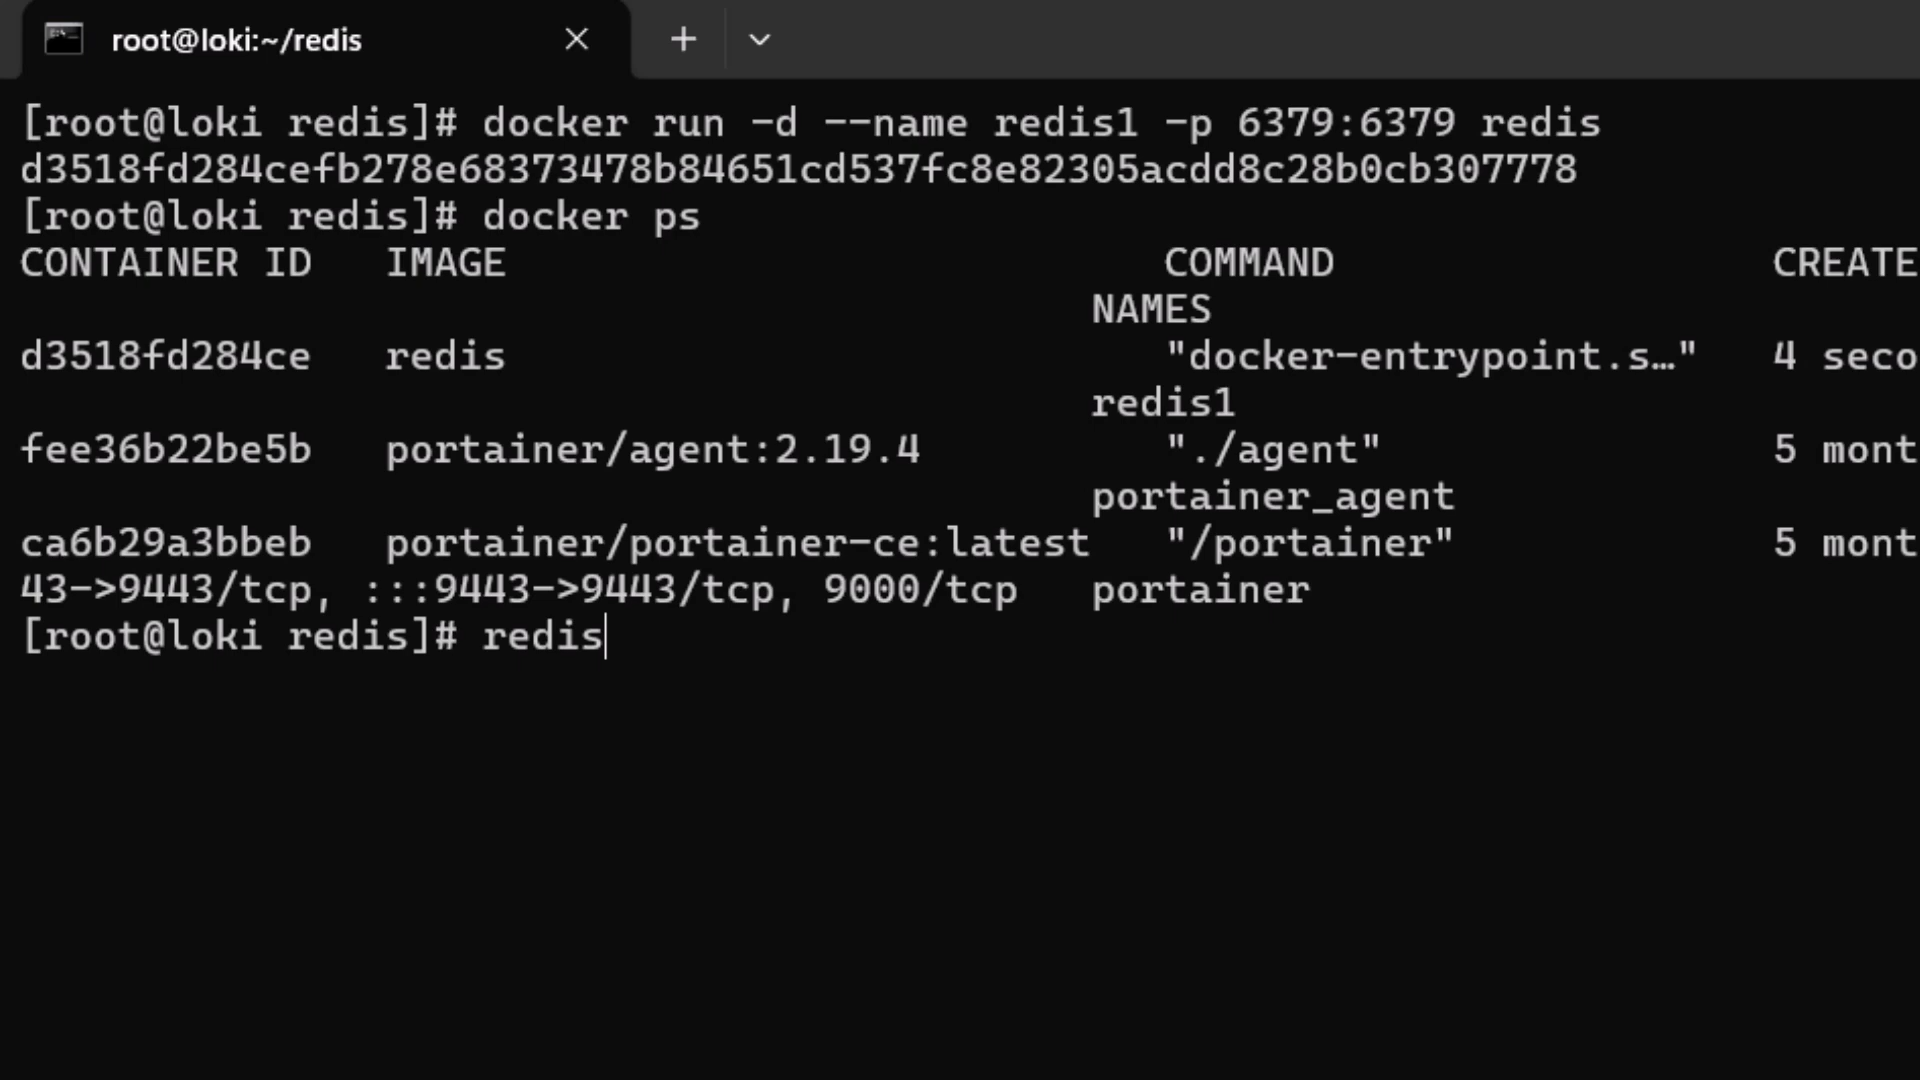 root@loki:~/redis
[root@loki redis]# docker run -d --name redis1 -p 6379:6379 redis
d3518fd284cefb278e68373478b84651cd537fc8e82305acdd8c28b0cb307778
[root@loki redis]# docker ps
CONTAINER ID   IMAGE                           COMMAND                  CREATE
NAMES
d3518fd284ce   redis                           "docker-entrypoint.s…"   4 seco
redis1
fee36b22be5b   portainer/agent:2.19.4          "./agent"                5 mont
portainer_agent
ca6b29a3bbeb   portainer/portainer-ce:latest   "/portainer"             5 mont
43->9443/tcp, :::9443->9443/tcp, 9000/tcp   portainer
[root@loki redis]# redis